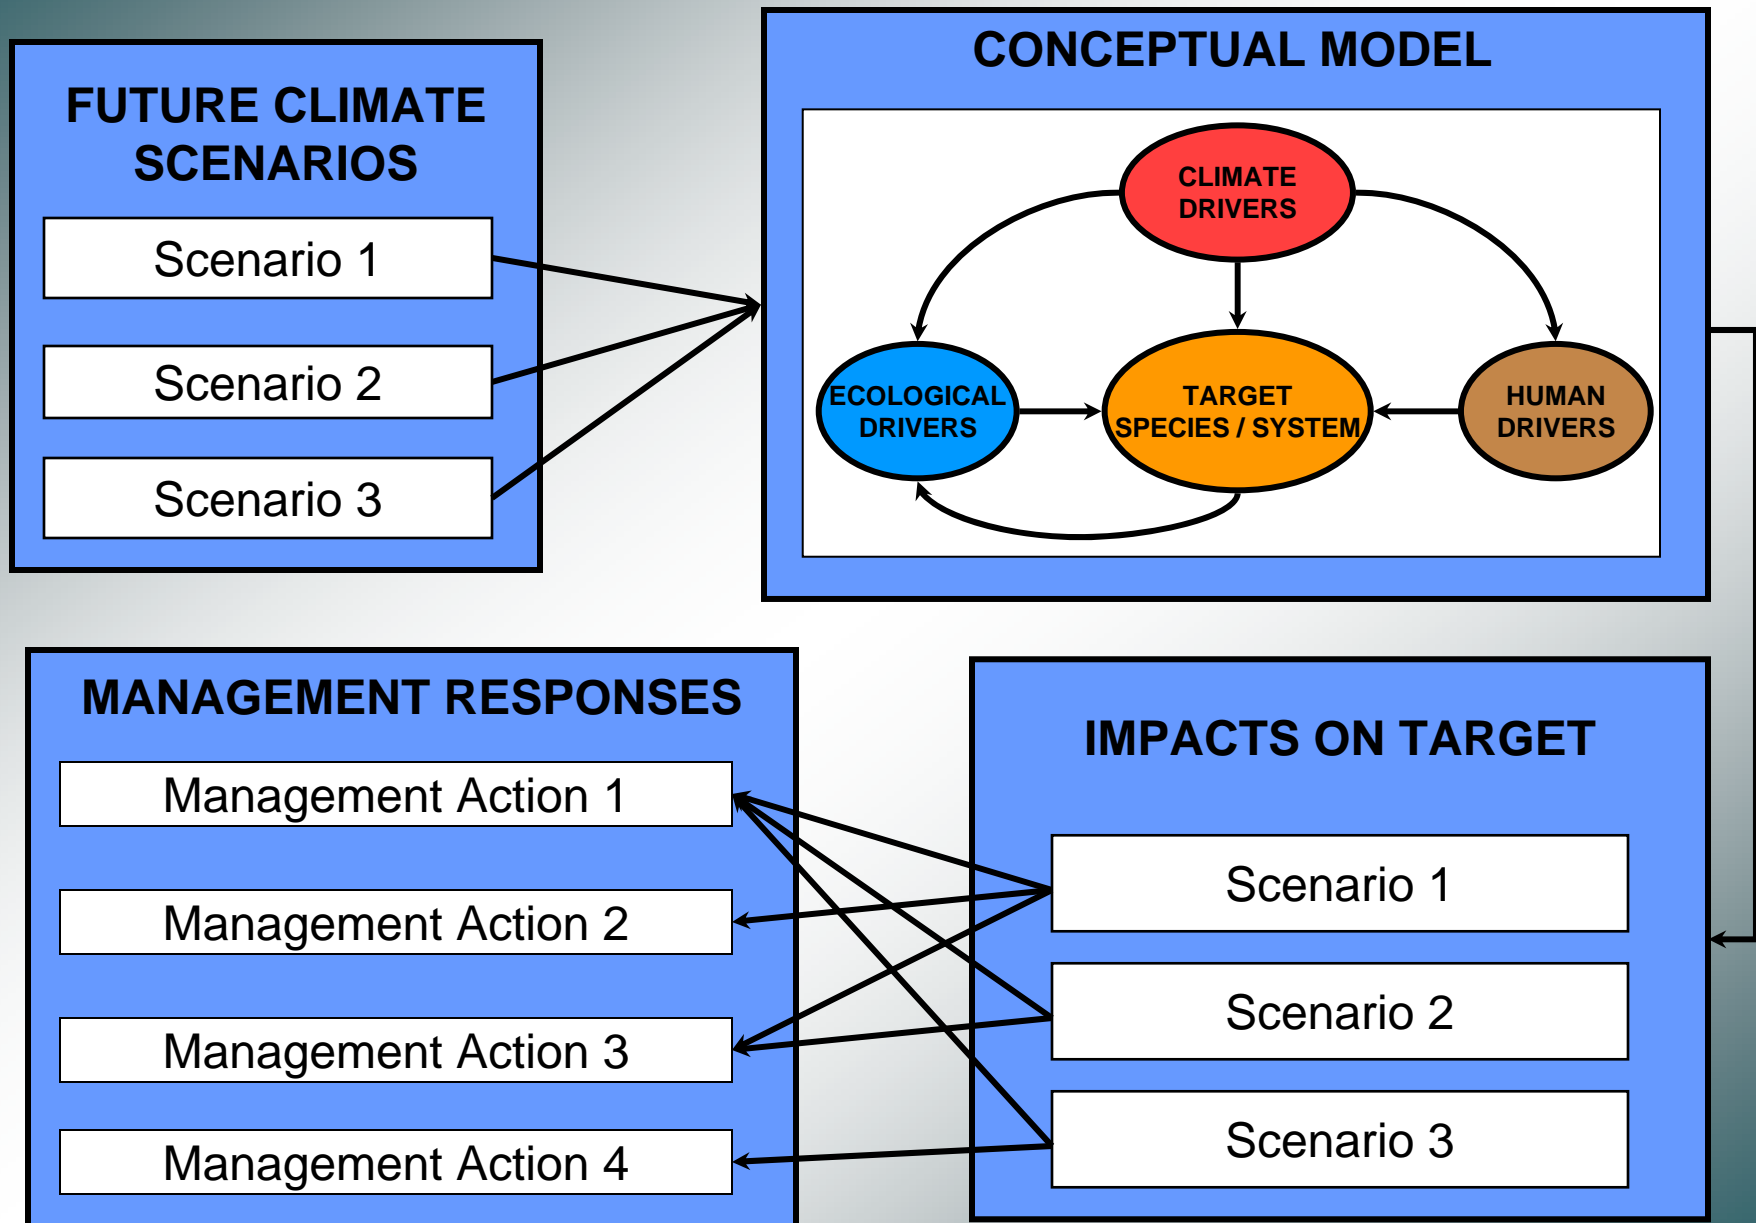 FUTURE CLIMATE
SCENARIOS
Scenario 1
Scenario 2
Scenario 3
CONCEPTUAL MODEL
CLIMATE
DRIVERS
ECOLOGICAL
DRIVERS
TARGET
SPECIES / SYSTEM
HUMAN
DRIVERS
MANAGEMENT RESPONSES
Management Action 1
Management Action 2
Management Action 3
Management Action 4
IMPACTS ON TARGET
Scenario 1
Scenario 2
Scenario 3